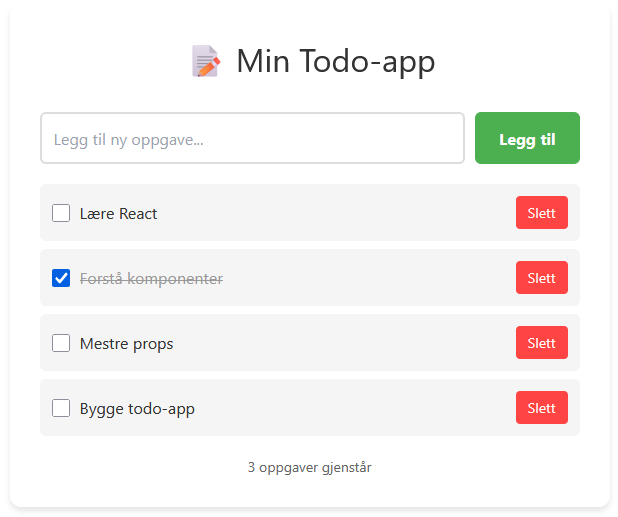 📝 Min Todo-app
Legg til ny oppgave...
Legg til
Lære React
Slett
Forstå komponenter
Slett
Mestre props
Slett
Bygge todo-app
Slett
3 oppgaver gjenstår